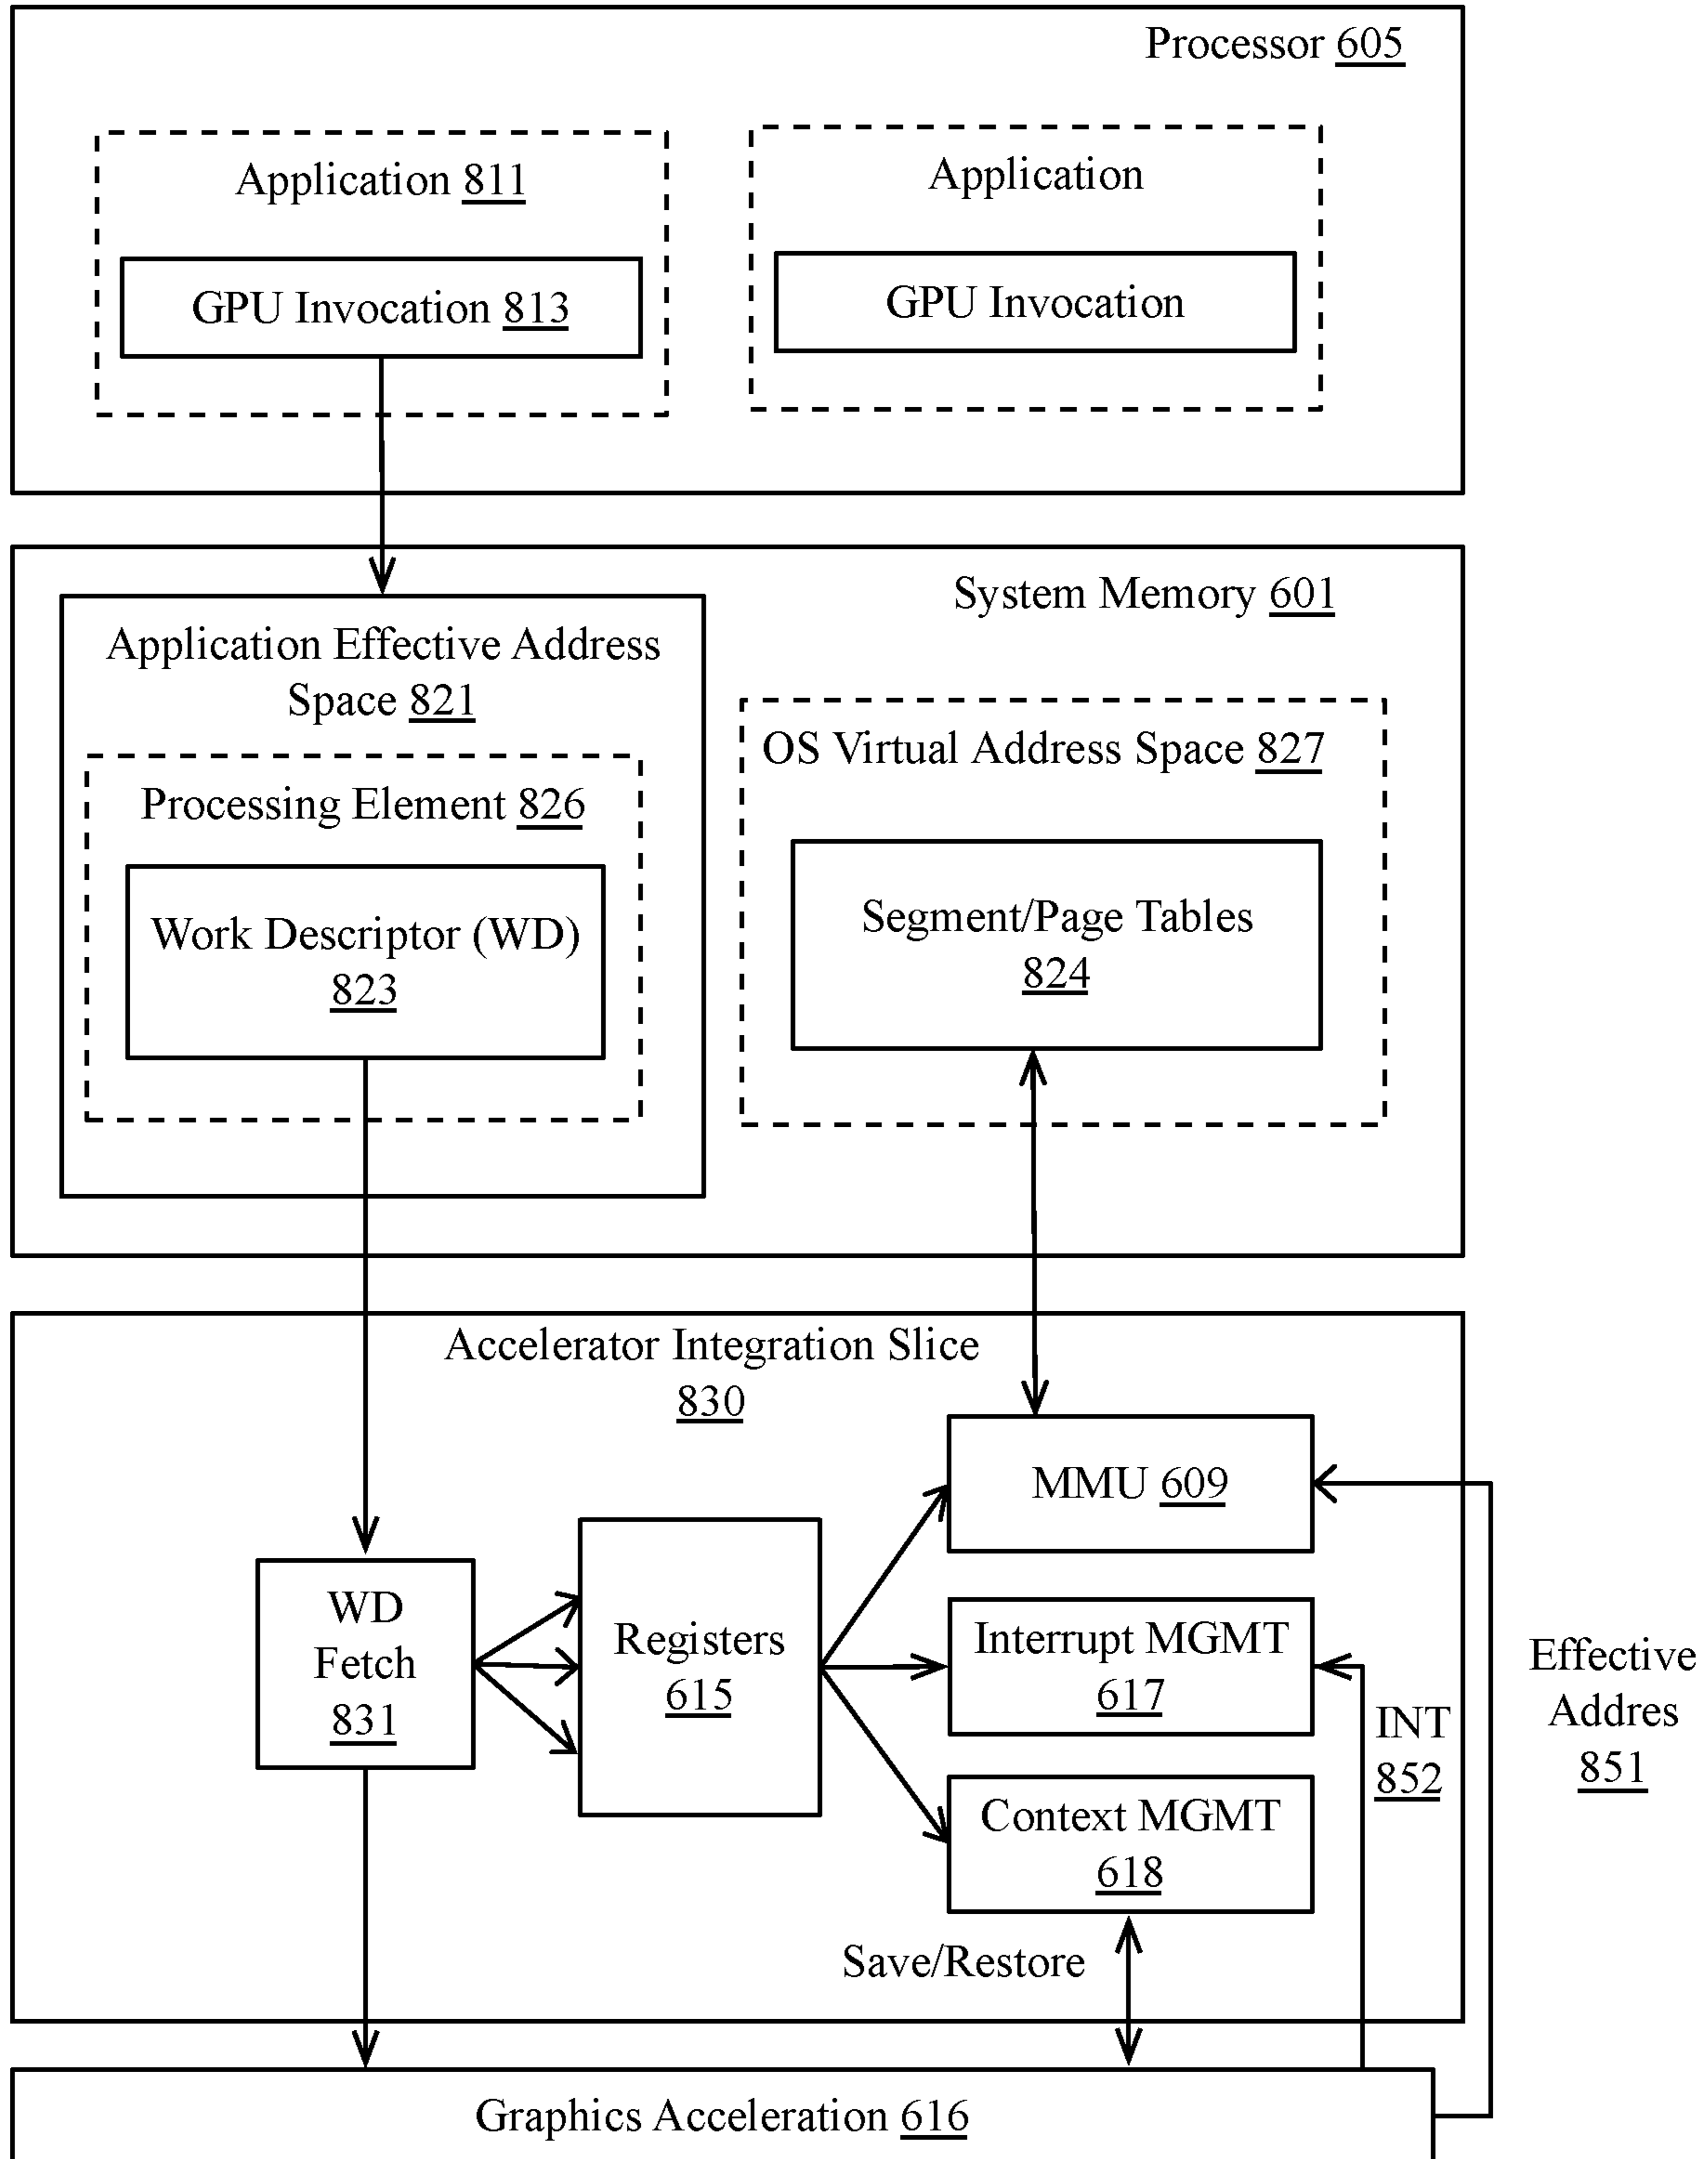 Processor 605
Application 811
GPU Invocation 813
Application
GPU Invocation
System Memory 601
Application Effective Address
Space 821
Processing Element 826
Work Descriptor (WD)
823
OS Virtual Address Space 827
Segment/Page Tables
824
Accelerator Integration Slice
830
WD
Fetch
831
Registers
615
MMU 609
Interrupt MGMT
617
Context MGMT
618
Save/Restore
INT
852
Effective
Addres
851
Graphics Acceleration 616